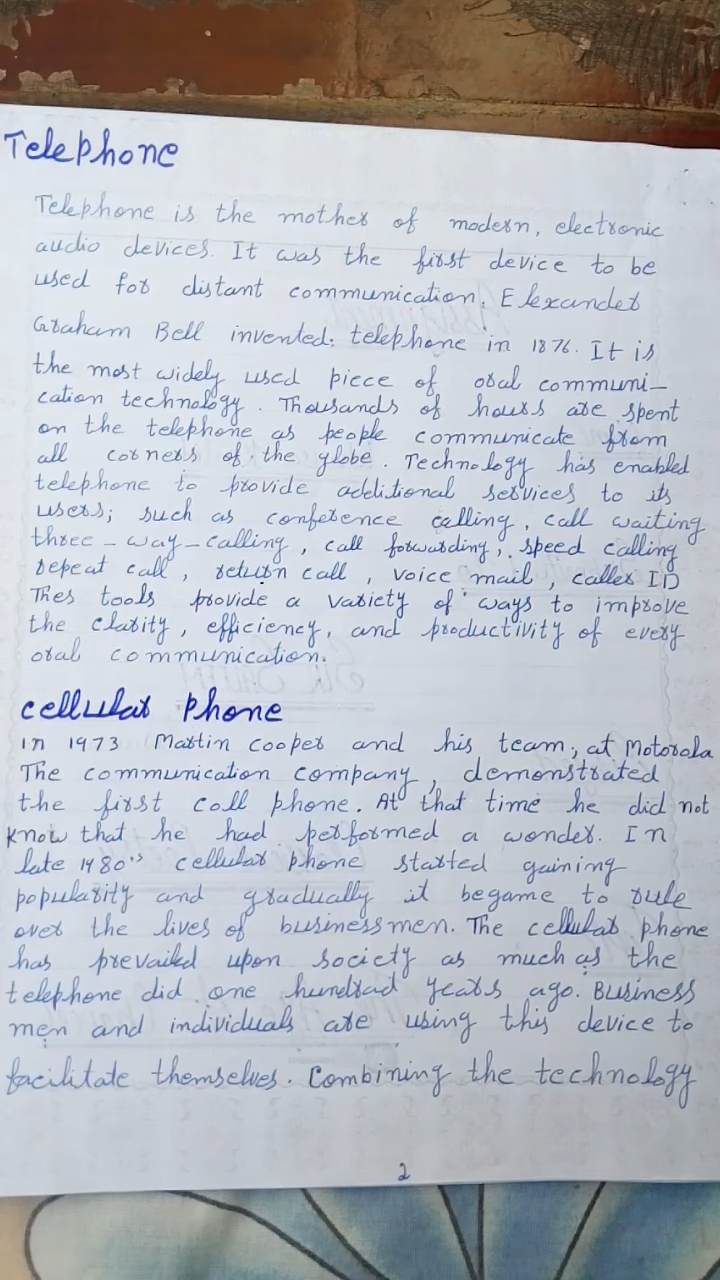 Telephone
Telephone is the mother of modern, electronic
audio devices. It was the first device to be
used for distant communication. Elexander
Graham Bell invented: telephone in 1876. It is
the most widely used piece of oral communi-
cation technology. Thousands of hours are spent
on the telephone as people communicate from
all corners of the globe. Technology has enabled
telephone to provide additional services to its
users; such as conference calling, call waiting
three-way-calling, call forwarding, speed calling
repeat call, return call, voice mail, caller ID
Thes tools provide a variety of ways to improve
the clarity, efficiency, and productivity of every
oral communication.
Cellular Phone
in 1973 Martin cooper and his team, at Motorola
The communication company, demonstrated
the first coll phone. At that time he did not
know that he had performed a wonder. In
late 1980's cellular phone started gaining
popularity and gradually it begame to rule
over the lives of businessmen. The cellular phone
has prevailed upon society as much as the
telephone did one hundrad years ago. Business
men and individuals are using this device to
facilitate themselves. Combining the technology
2